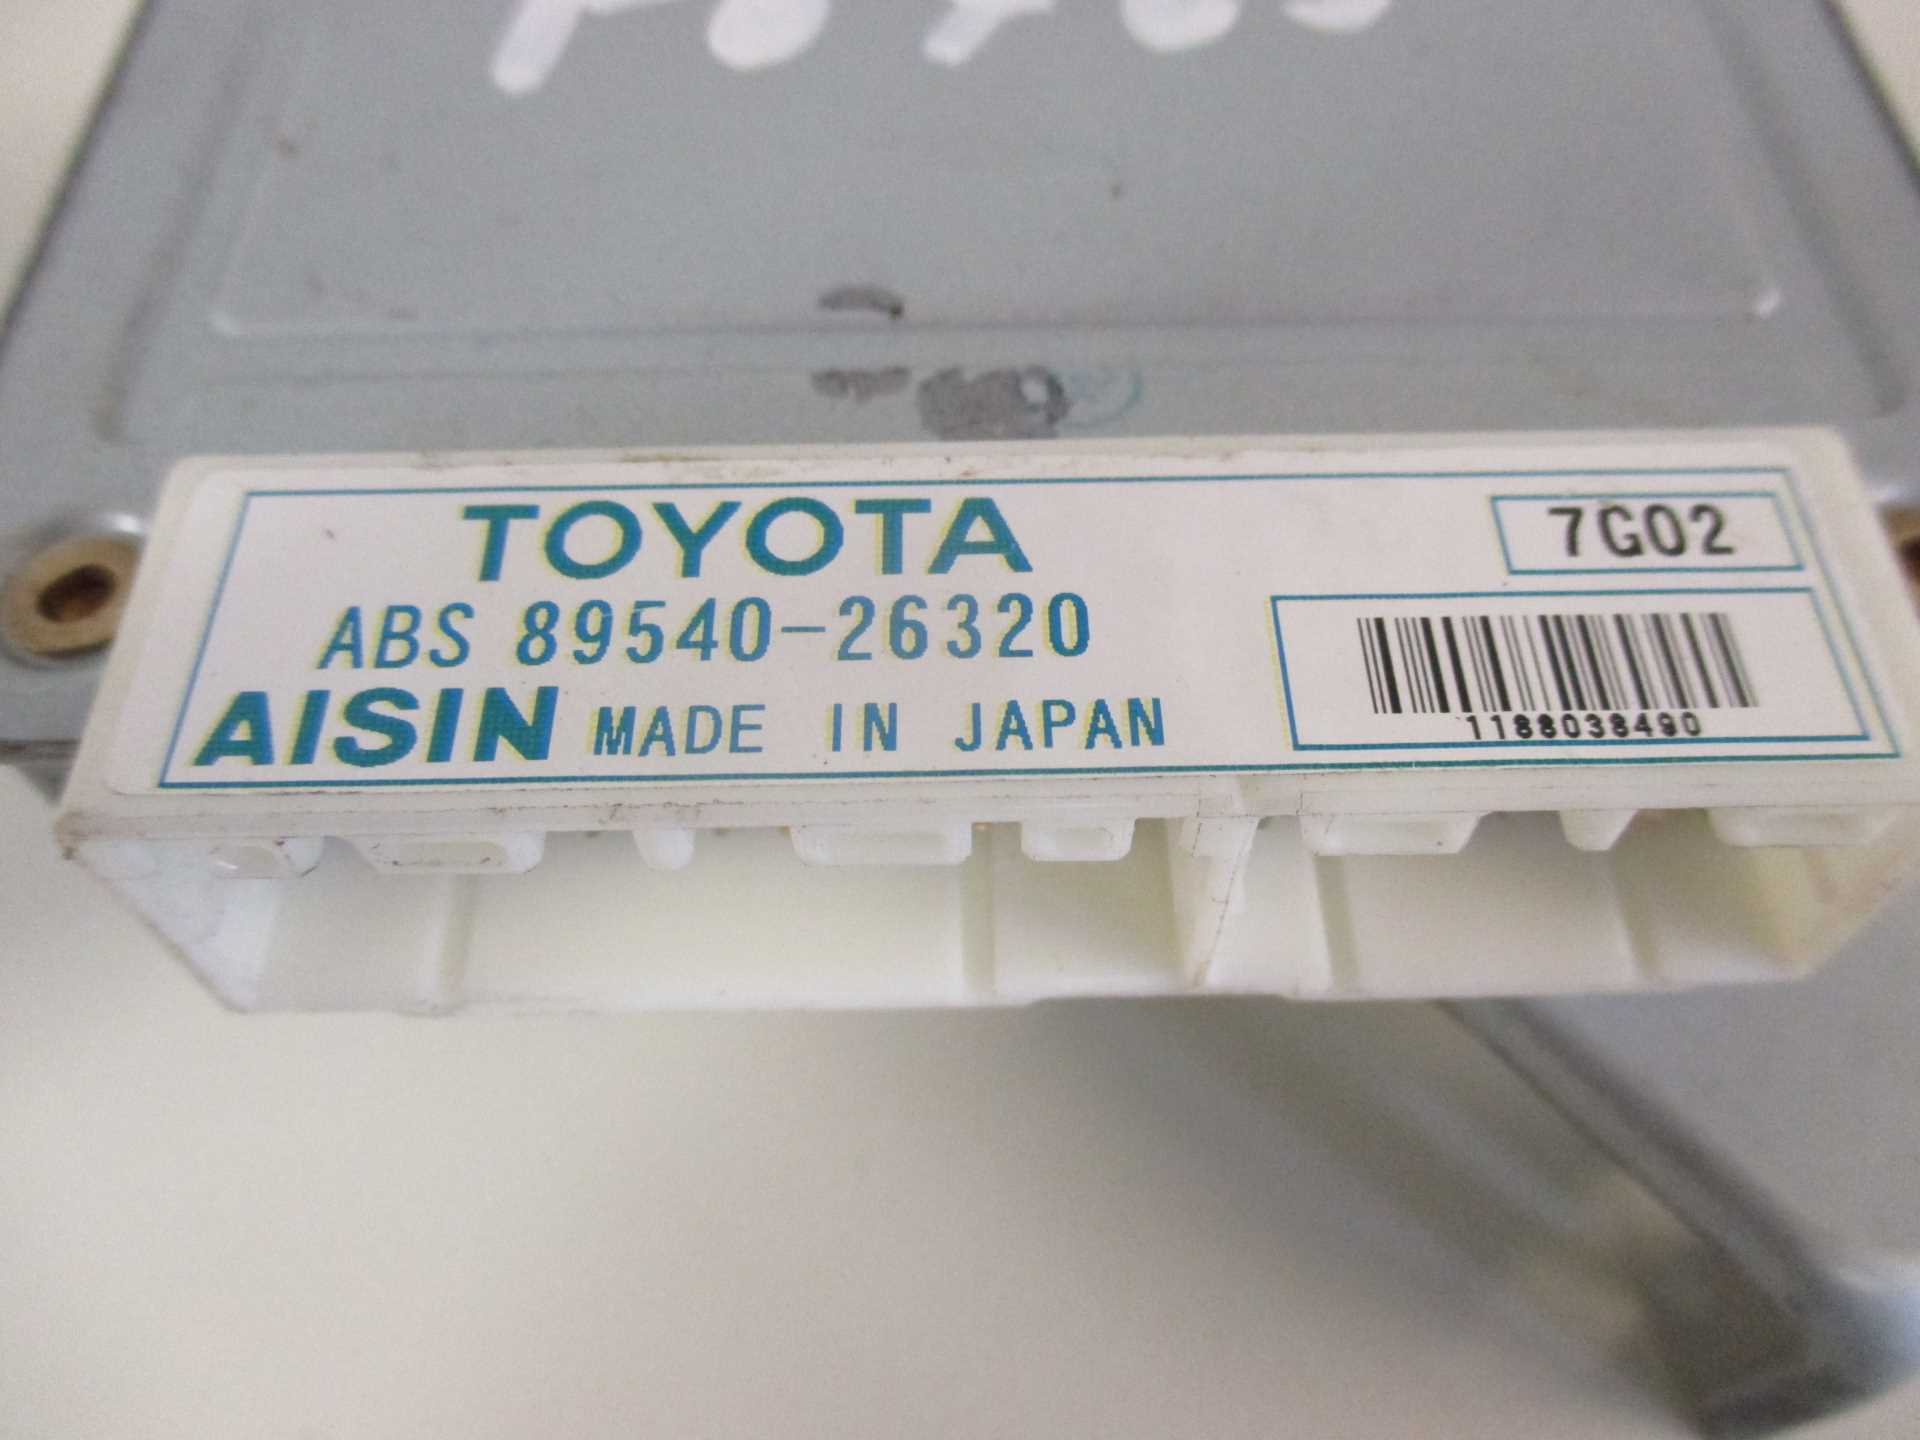 TOYOTA
7G02
ABS 89540-26320
AISIN MADE IN JAPAN
1188038490